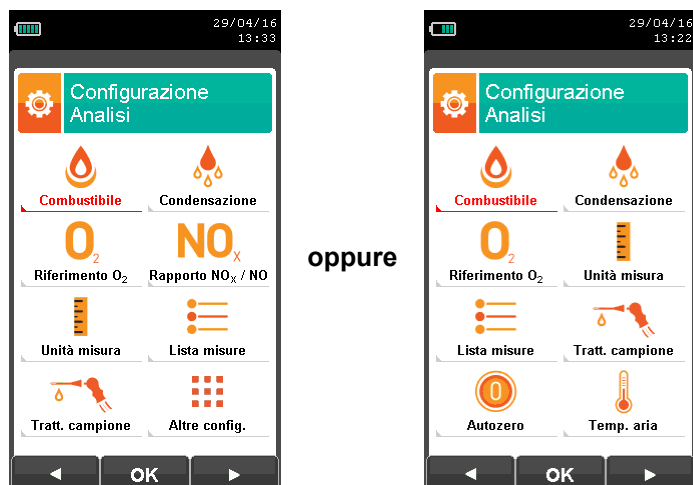 29/04/16
13:33
Configurazione
Analisi
Combustibile
Condensazione
O2
NOX
Riferimento O2
Rapporto NOX / NO
Unità misura
Lista misure
Tratt. campione
Altre config.
OK
oppure
29/04/16
13:22
Configurazione
Analisi
Combustibile
Condensazione
O2
Riferimento O2
Unità misura
Lista misure
Tratt. campione
0
Autozero
Temp. aria
OK